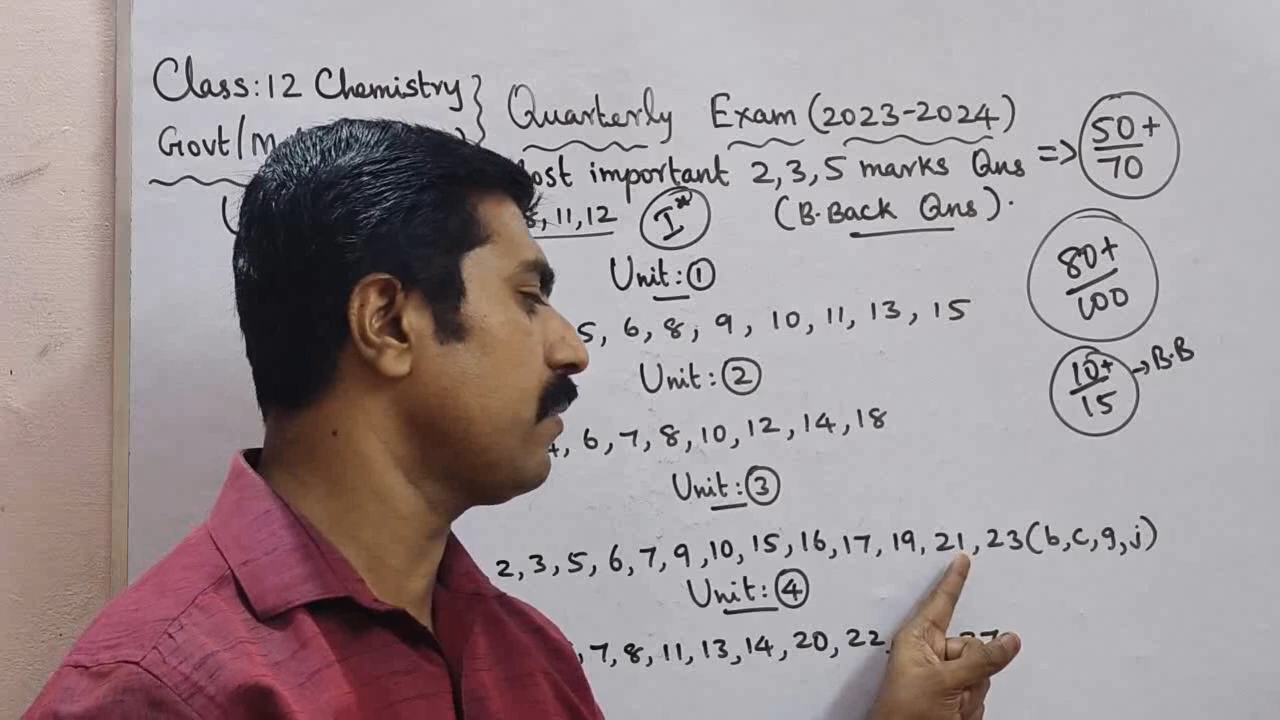 Class: 12 Chemistry }
Govt/M
Quarterly Exam (2023-2024)
important 2, 3, 5 marks Qns => 50+/70
, 11, 12 (B.Back Qns).
80+/100
Unit: ①
5, 6, 8, 9, 10, 11, 13, 15
10+/15 → B.B
Unit: ②
6, 7, 8, 10, 12, 14, 18
Unit: ③
2, 3, 5, 6, 7, 9, 10, 15, 16, 17, 19, 21, 23 (b, c, g, j)
Unit: ④
, 7, 8, 11, 13, 14, 20, 22,